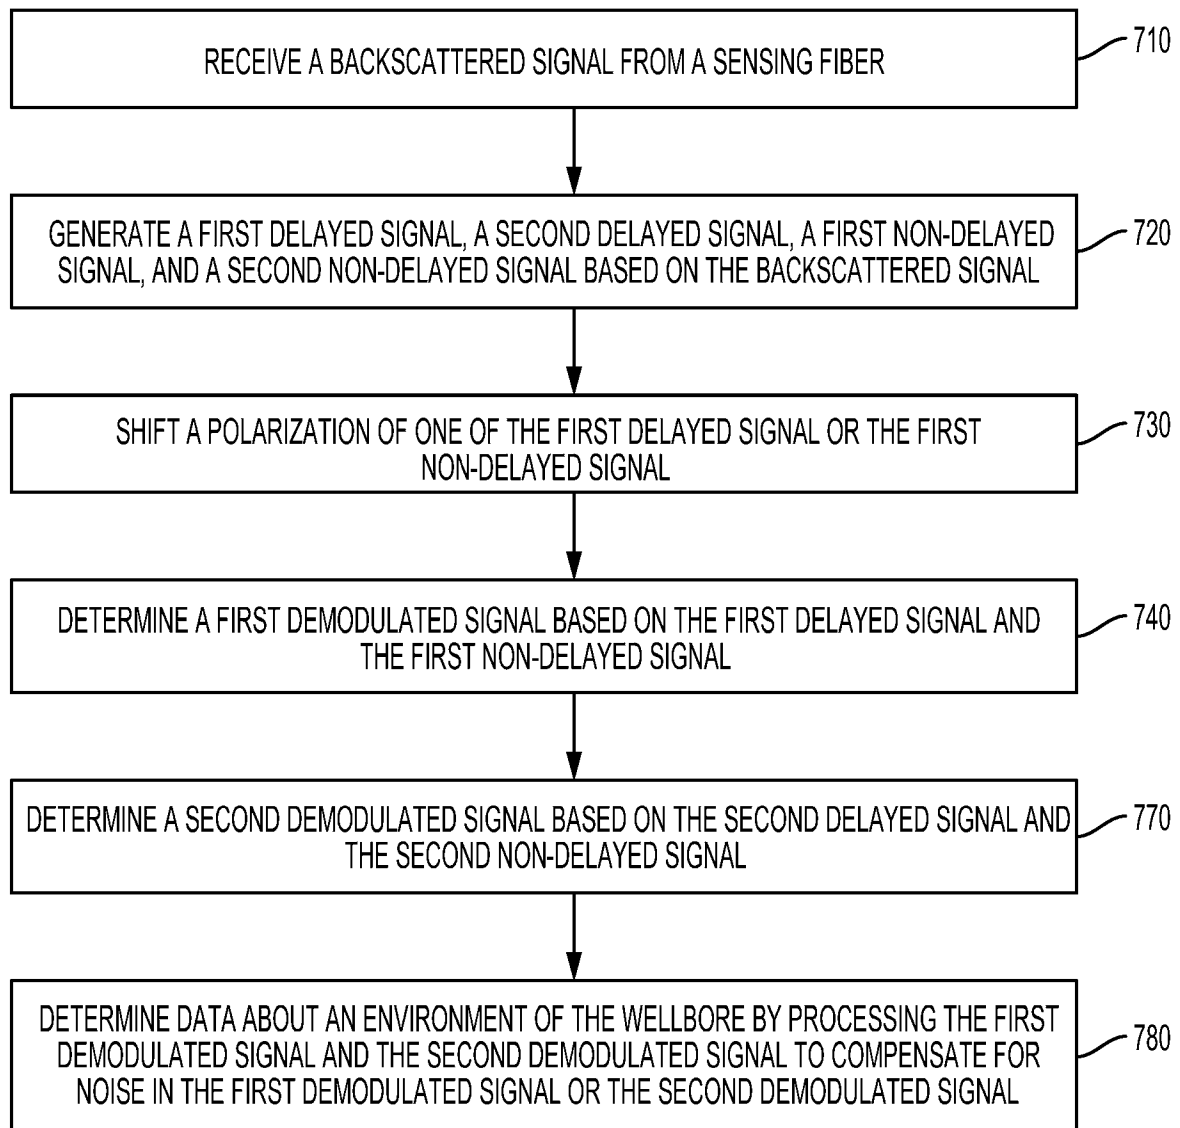 RECEIVE A BACKSCATTERED SIGNAL FROM A SENSING FIBER
710
GENERATE A FIRST DELAYED SIGNAL, A SECOND DELAYED SIGNAL, A FIRST NON-DELAYED
SIGNAL, AND A SECOND NON-DELAYED SIGNAL BASED ON THE BACKSCATTERED SIGNAL
720
SHIFT A POLARIZATION OF ONE OF THE FIRST DELAYED SIGNAL OR THE FIRST
NON-DELAYED SIGNAL
730
DETERMINE A FIRST DEMODULATED SIGNAL BASED ON THE FIRST DELAYED SIGNAL AND
THE FIRST NON-DELAYED SIGNAL
740
DETERMINE A SECOND DEMODULATED SIGNAL BASED ON THE SECOND DELAYED SIGNAL AND
THE SECOND NON-DELAYED SIGNAL
770
DETERMINE DATA ABOUT AN ENVIRONMENT OF THE WELLBORE BY PROCESSING THE FIRST
DEMODULATED SIGNAL AND THE SECOND DEMODULATED SIGNAL TO COMPENSATE FOR
NOISE IN THE FIRST DEMODULATED SIGNAL OR THE SECOND DEMODULATED SIGNAL
780